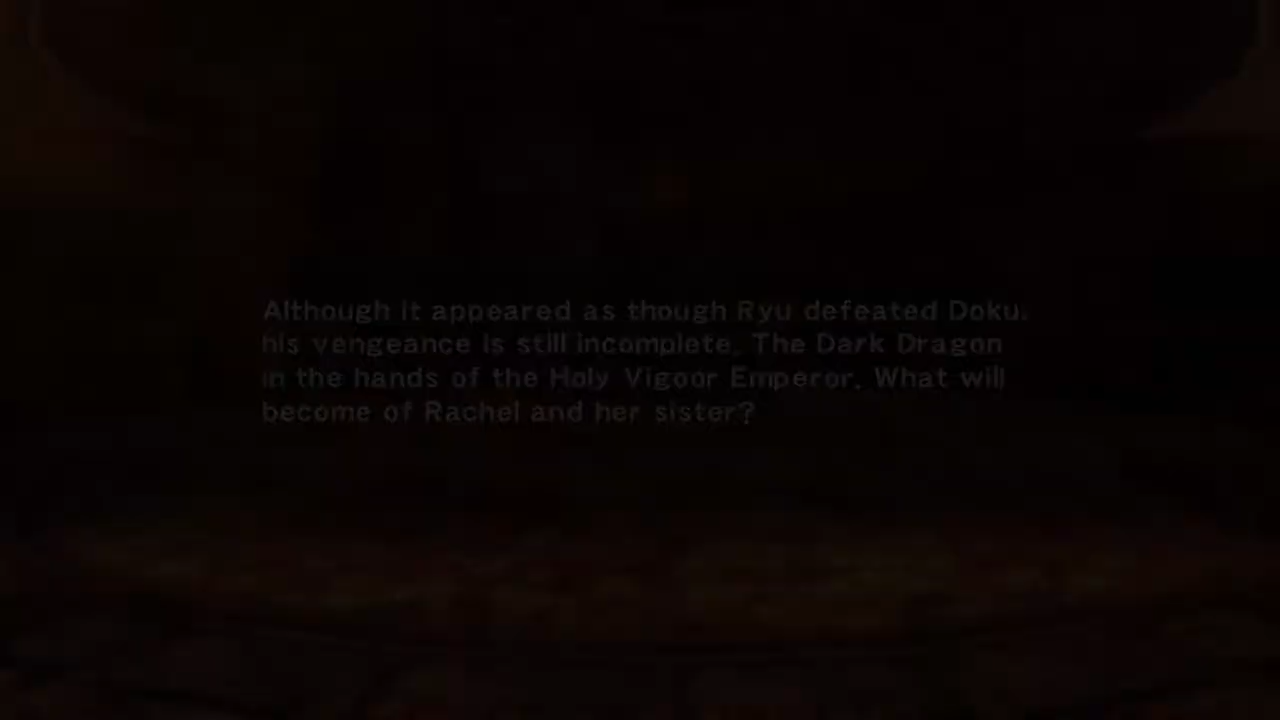 Although it appeared as though Ryu defeated Doku,
his vengeance is still incomplete. The Dark Dragon
in the hands of the Holy Vigoor Emperor. What will
become of Rachel and her sister?